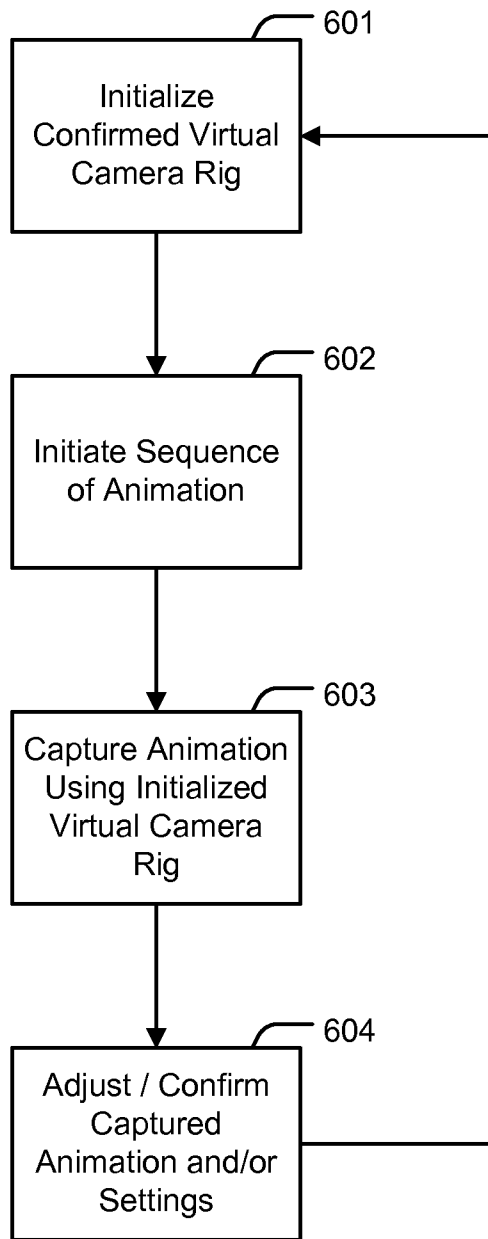 601
Initialize
Confirmed Virtual
Camera Rig
602
Initiate Sequence
of Animation
603
Capture Animation
Using Initialized
Virtual Camera
Rig
604
Adjust / Confirm
Captured
Animation and/or
Settings